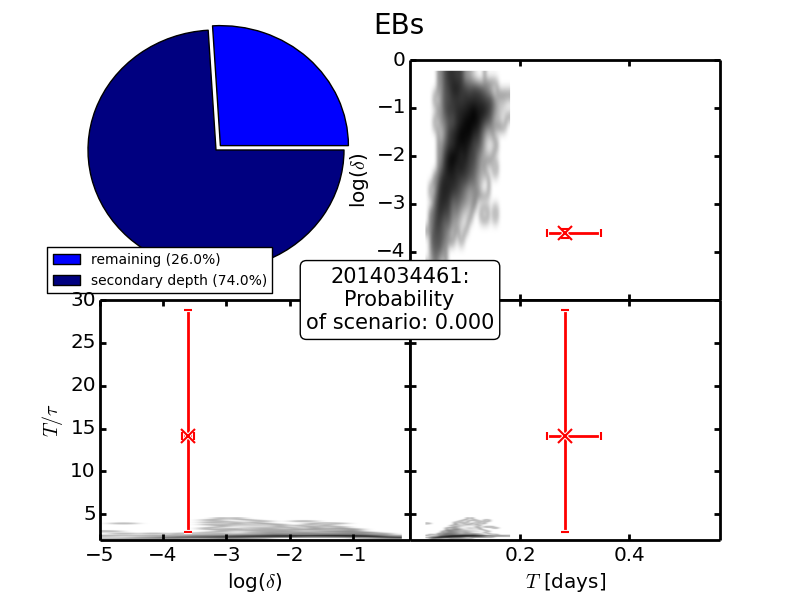 EBs
0
−1
−2
−3
−4
log(δ)
remaining (26.0%)
secondary depth (74.0%)
2014034461:
Probability
of scenario: 0.000
30
25
20
15
10
5
T/τ
−5 −4 −3 −2 −1
log(δ)
0.2 0.4
T [days]